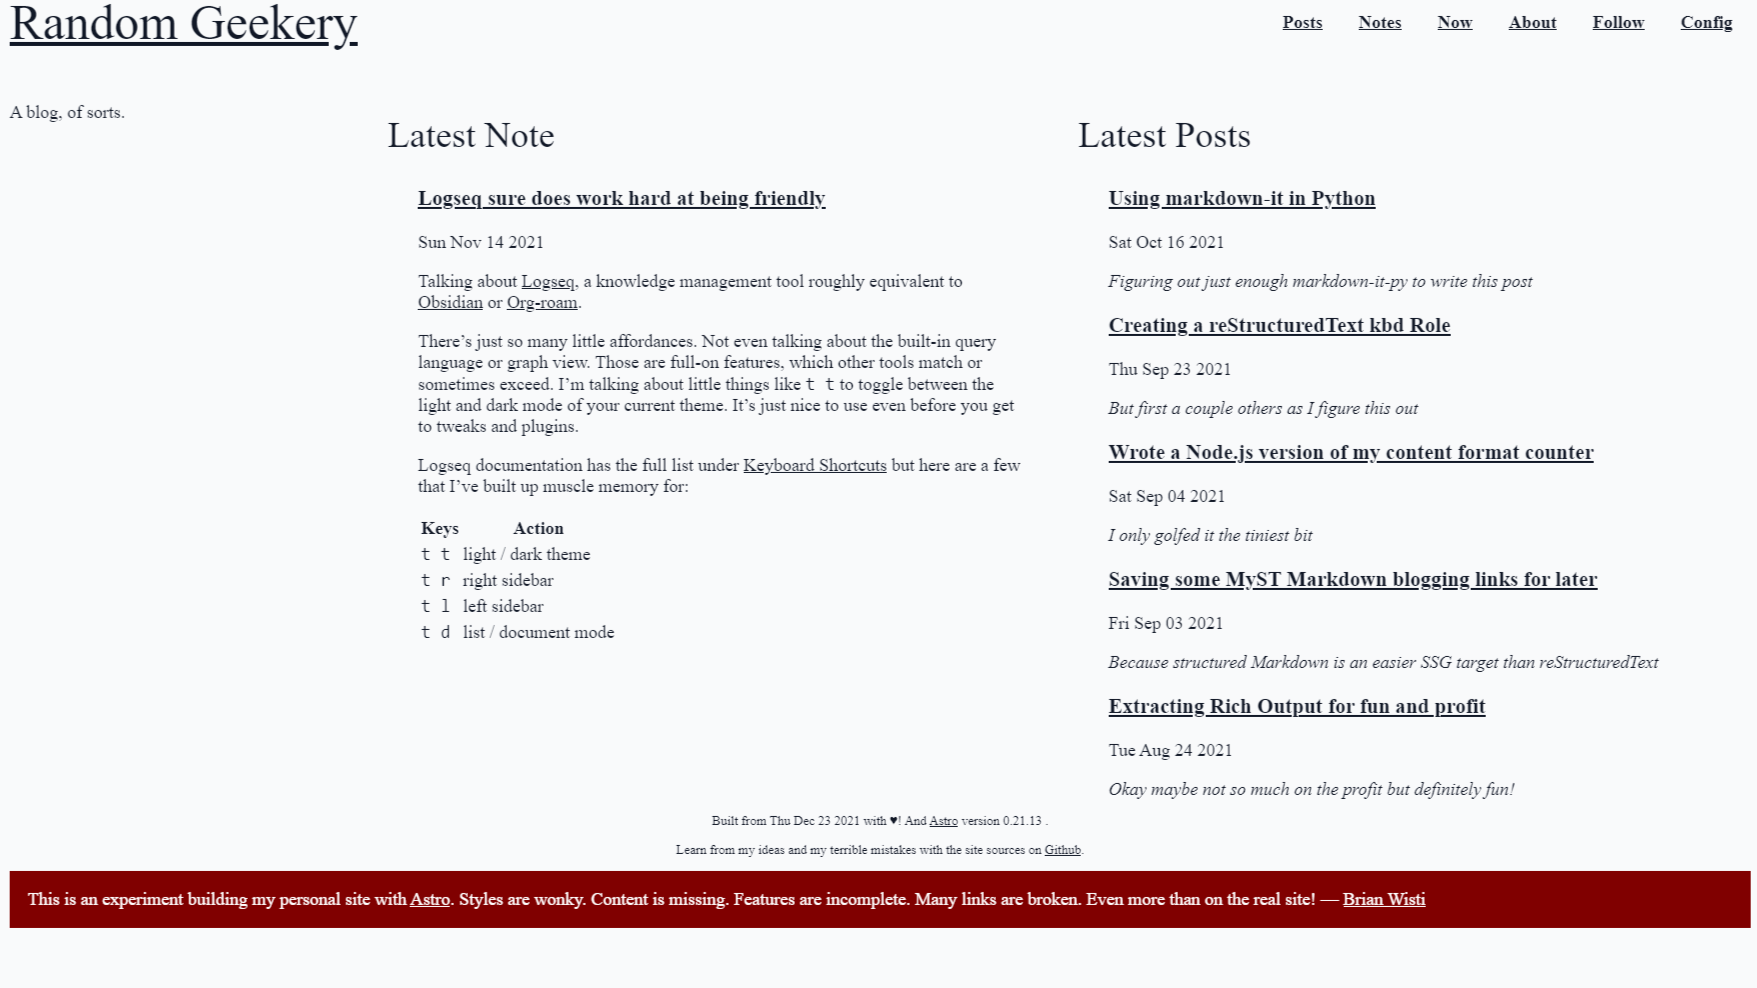 Random Geekery
Posts Notes Now About Follow Config
A blog, of sorts.
Latest Note
Logseq sure does work hard at being friendly
Sun Nov 14 2021
Talking about Logseq, a knowledge management tool roughly equivalent to
Obsidian or Org-roam.
There’s just so many little affordances. Not even talking about the built-in query
language or graph view. Those are full-on features, which other tools match or
sometimes exceed. I’m talking about little things like t t to toggle between the
light and dark mode of your current theme. It’s just nice to use even before you get
to tweaks and plugins.
Logseq documentation has the full list under Keyboard Shortcuts but here are a few
that I’ve built up muscle memory for:
Keys Action
t t light / dark theme
t r right sidebar
t l left sidebar
t d list / document mode
Latest Posts
Using markdown-it in Python
Sat Oct 16 2021
Figuring out just enough markdown-it-py to write this post
Creating a reStructuredText kbd Role
Thu Sep 23 2021
But first a couple others as I figure this out
Wrote a Node.js version of my content format counter
Sat Sep 04 2021
I only golfed it the tiniest bit
Saving some MyST Markdown blogging links for later
Fri Sep 03 2021
Because structured Markdown is an easier SSG target than reStructuredText
Extracting Rich Output for fun and profit
Tue Aug 24 2021
Okay maybe not so much on the profit but definitely fun!
Built from Thu Dec 23 2021 with ♥! And Astro version 0.21.13 .
Learn from my ideas and my terrible mistakes with the site sources on Github.
This is an experiment building my personal site with Astro. Styles are wonky. Content is missing. Features are incomplete. Many links are broken. Even more than on the real site! — Brian Wisti